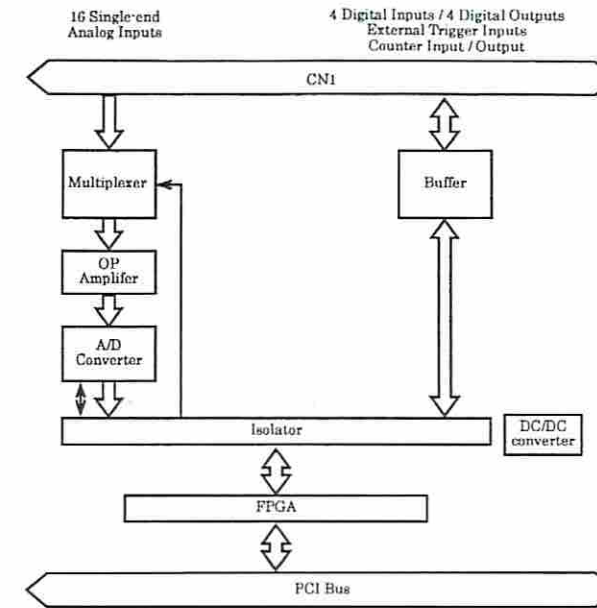 16 Single-end
Analog Inputs
4 Digital Inputs / 4 Digital Outputs
External Trigger Inputs
Counter Input / Output
CN1
Multiplexer
Buffer
OP
Amplifer
A/D
Converter
Isolator
DC/DC
converter
FPGA
PCI Bus